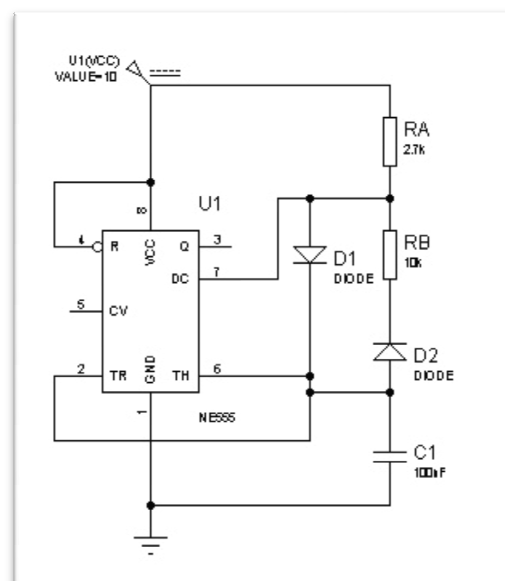 U1(VCC)
VALUE=10
RA
2.7k
8
U1
4
R
VCC
Q
3
DC
7
D1
DIODE
RB
10k
5
CV
2
TR
GND
TH
6
D2
DIODE
1
NE555
C1
100nF